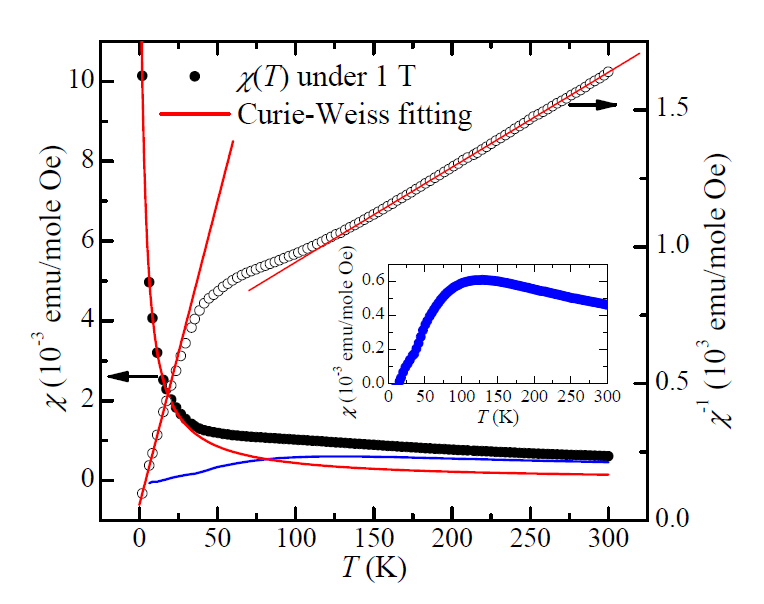 χ(T) under 1 T
Curie-Weiss fitting
10
8
6
4
2
0
χ (10⁻³ emu/mole Oe)
1.5
1.0
0.5
0.0
χ⁻¹ (10³ emu/mole Oe)
0 50 100 150 200 250 300
T (K)
0.6
0.4
0.2
0.0
χ (10⁻³ emu/mole Oe)
0 50 100 150 200 250 300
T (K)